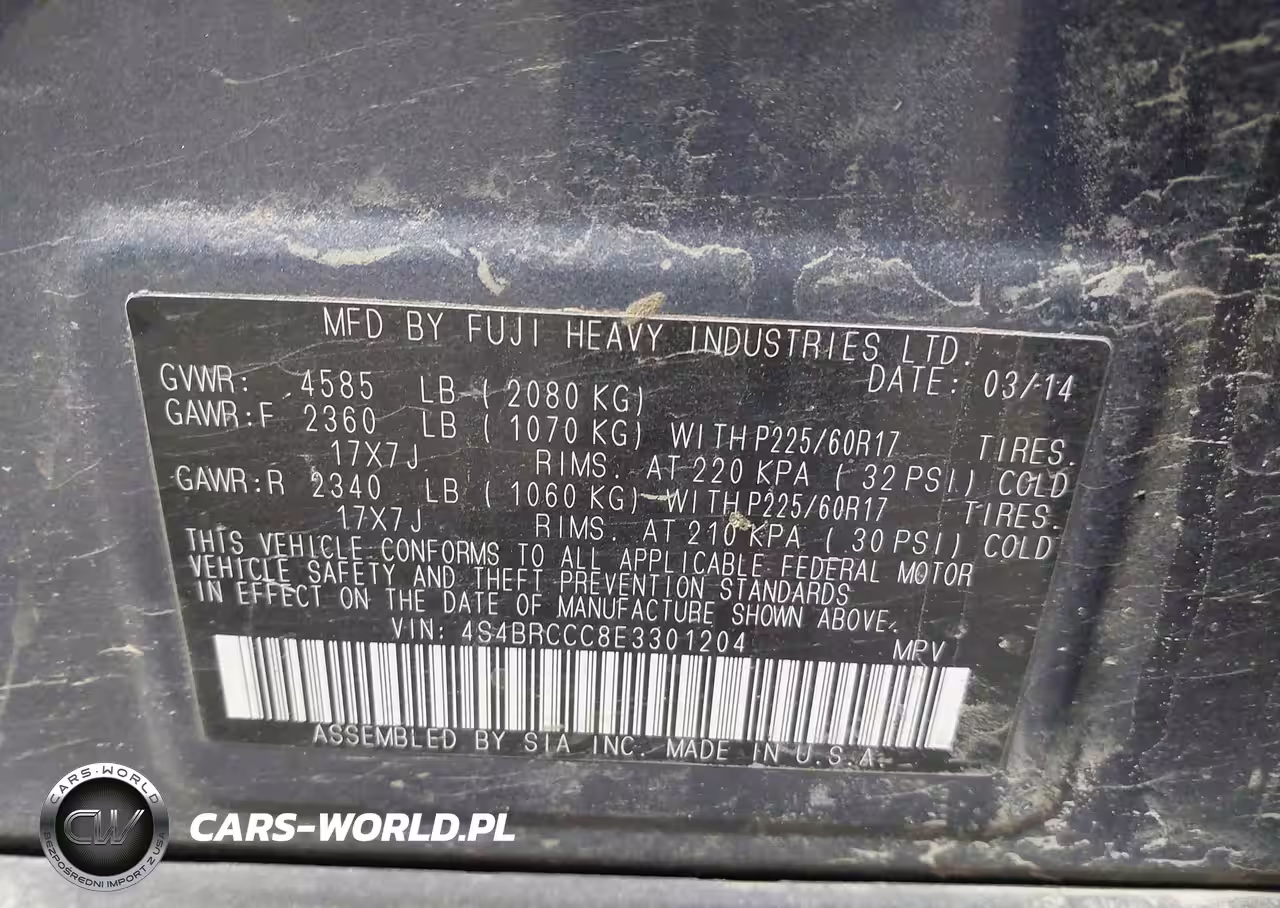 MFD BY FUJI HEAVY INDUSTRIES LTD.
DATE: 03/14
GVWR: 4585 LB ( 2080 KG)
GAWR:F 2360 LB ( 1070 KG) WITH P225/60R17 TIRES.
17X7J RIMS. AT 220 KPA ( 32 PSI) COLD
GAWR:R 2340 LB ( 1060 KG) WITH P225/60R17 TIRES.
17X7J RIMS. AT 210 KPA ( 30 PSI) COLD
THIS VEHICLE CONFORMS TO ALL APPLICABLE FEDERAL MOTOR
VEHICLE SAFETY AND THEFT PREVENTION STANDARDS
IN EFFECT ON THE DATE OF MANUFACTURE SHOWN ABOVE.
VIN: 4S4BRCCC8E3301204 MPV
ASSEMBLED BY SIA INC. MADE IN U.S.A.
CARS-WORLD
CW
BEZPOŚREDNI IMPORT Z USA
CARS-WORLD.PL